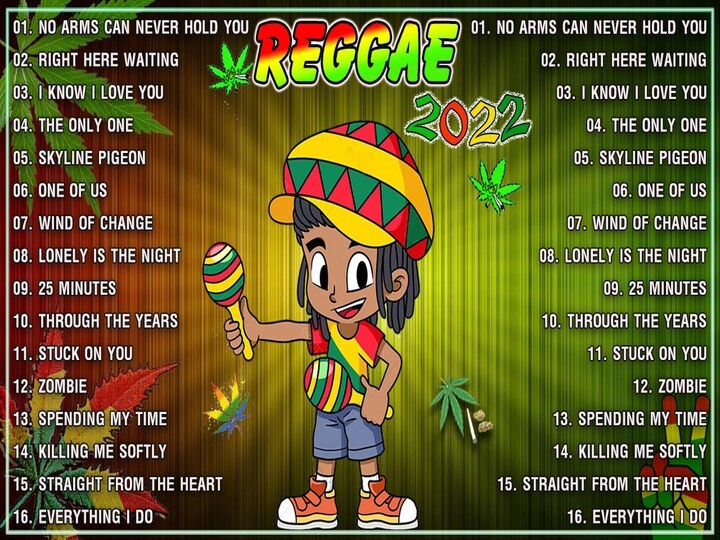 01. NO ARMS CAN NEVER HOLD YOU
02. RIGHT HERE WAITING
03. I KNOW I LOVE YOU
04. THE ONLY ONE
05. SKYLINE PIGEON
06. ONE OF US
07. WIND OF CHANGE
08. LONELY IS THE NIGHT
09. 25 MINUTES
10. THROUGH THE YEARS
11. STUCK ON YOU
12. ZOMBIE
13. SPENDING MY TIME
14. KILLING ME SOFTLY
15. STRAIGHT FROM THE HEART
16. EVERYTHING I DO
REGGAE
2022
01. NO ARMS CAN NEVER HOLD YOU
02. RIGHT HERE WAITING
03. I KNOW I LOVE YOU
04. THE ONLY ONE
05. SKYLINE PIGEON
06. ONE OF US
07. WIND OF CHANGE
08. LONELY IS THE NIGHT
09. 25 MINUTES
10. THROUGH THE YEARS
11. STUCK ON YOU
12. ZOMBIE
13. SPENDING MY TIME
14. KILLING ME SOFTLY
15. STRAIGHT FROM THE HEART
16. EVERYTHING I DO